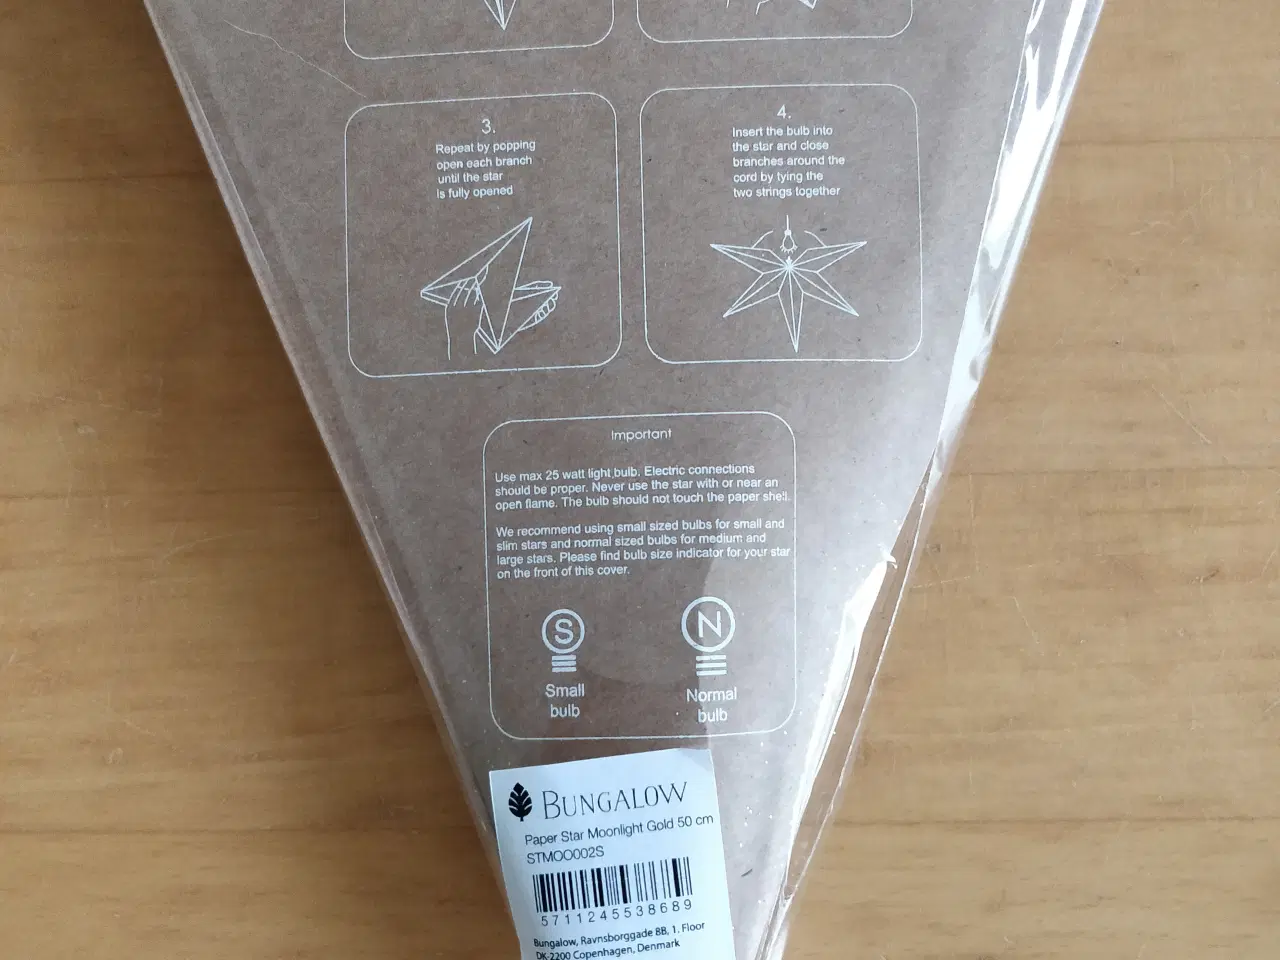 3.
Repeat by popping
open each branch
until the star
is fully opened
4.
Insert the bulb into
the star and close
branches around the
cord by tying the
two strings together
Important
Use max 25 watt light bulb. Electric connections
should be proper. Never use the star with or near an
open flame. The bulb should not touch the paper shell.
We recommend using small sized bulbs for small and
slim stars and normal sized bulbs for medium and
large stars. Please find bulb size indicator for your star
on the front of this cover.
S
N
Small
bulb
Normal
bulb
BUNGALOW
Paper Star Moonlight Gold 50 cm
STMOO002S
5711245538689
Bungalow, Ravnsborggade 8B, 1. Floor
DK-2200 Copenhagen, Denmark